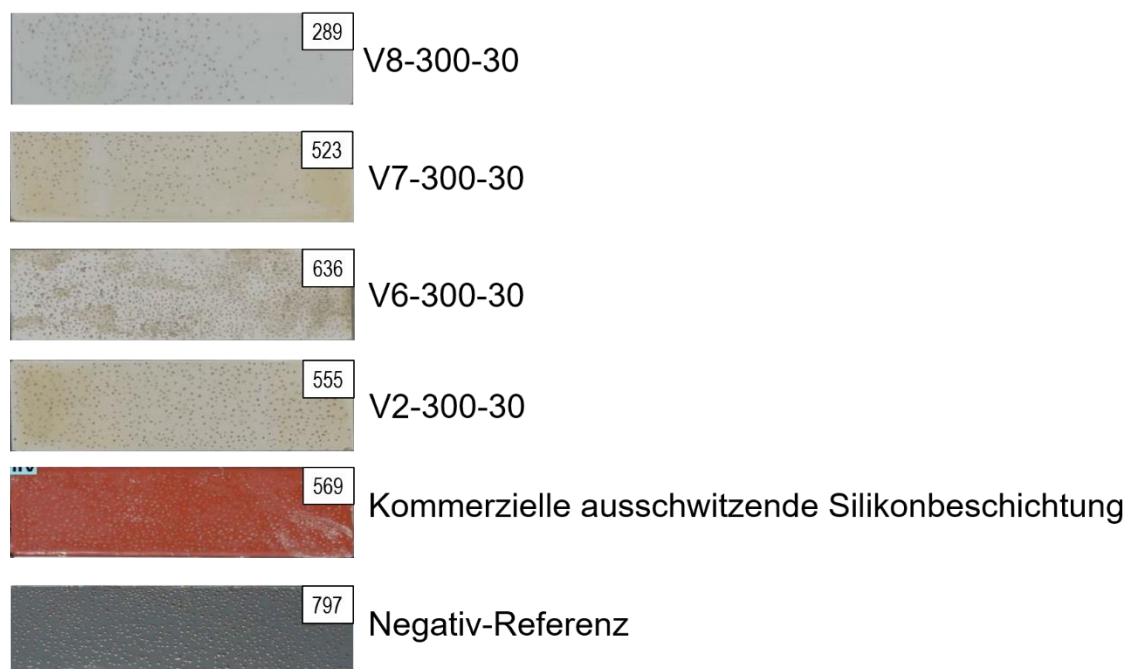 289
V8-300-30
523
V7-300-30
636
V6-300-30
555
V2-300-30
569
Kommerzielle ausschwitzende Silikonbeschichtung
797
Negativ-Referenz